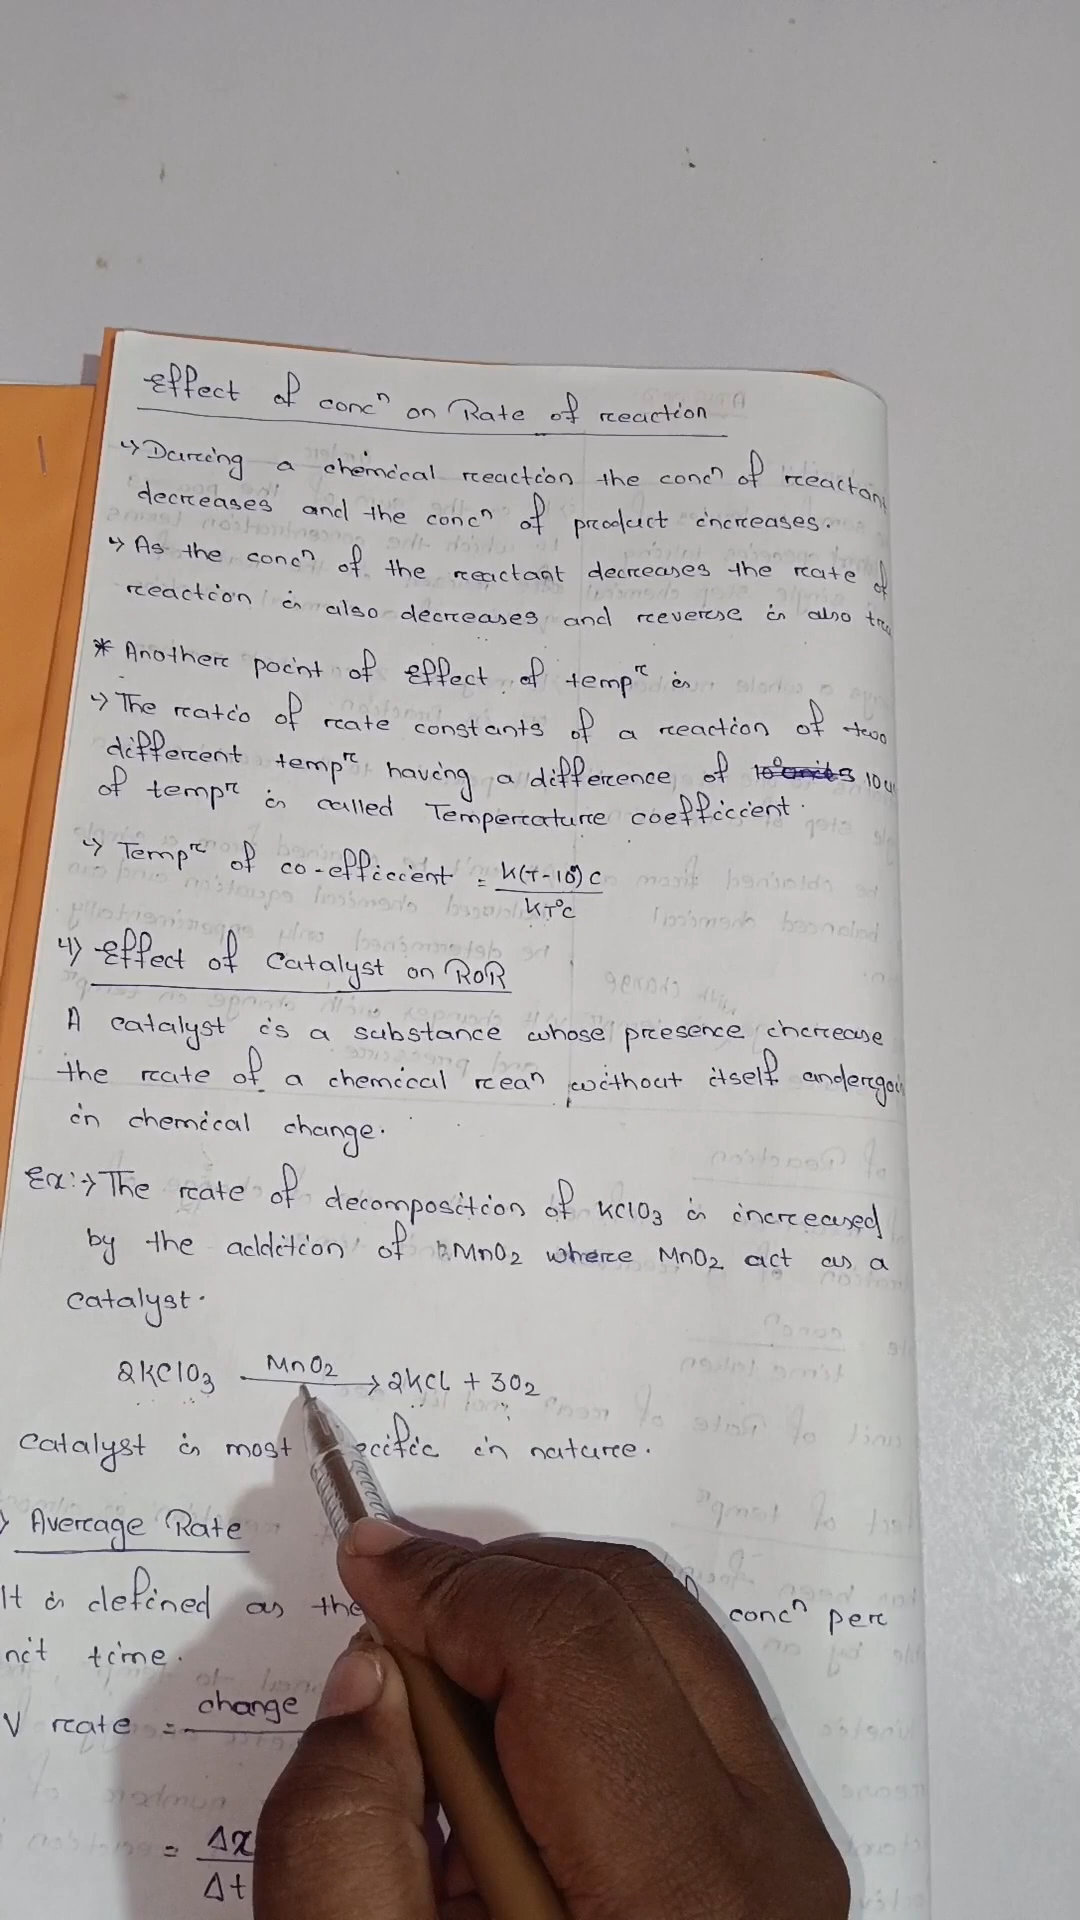 Effect of concⁿ on Rate of reaction
↳ During a chemical reaction the concⁿ of reactant
decreases and the concⁿ of product increases.
↳ As the concⁿ of the reactant decreases the rate of
reaction is also decreases and reverse is also
* Another point of Effect of tempʳ is
↳ The ratio of rate constants of a reaction of two
different tempʳ having a difference of 10
of tempʳ is called Temperature coefficient.
↳ Tempʳ of co-efficient = K(T-10°)C / KT°C
4) Effect of Catalyst on RoR
A catalyst is a substance whose presence increase
the rate of a chemical reaⁿ without itself
in chemical change.
Ex:→ The rate of decomposition of KClO3 is increased
by the addition of MnO2 where MnO2 act as a
catalyst.
2KClO3 MnO2→ 2KCl + 3O2
catalyst is most in nature.
Average Rate
It is defined as the concⁿ per
time.
rate = change
= Δx / Δt